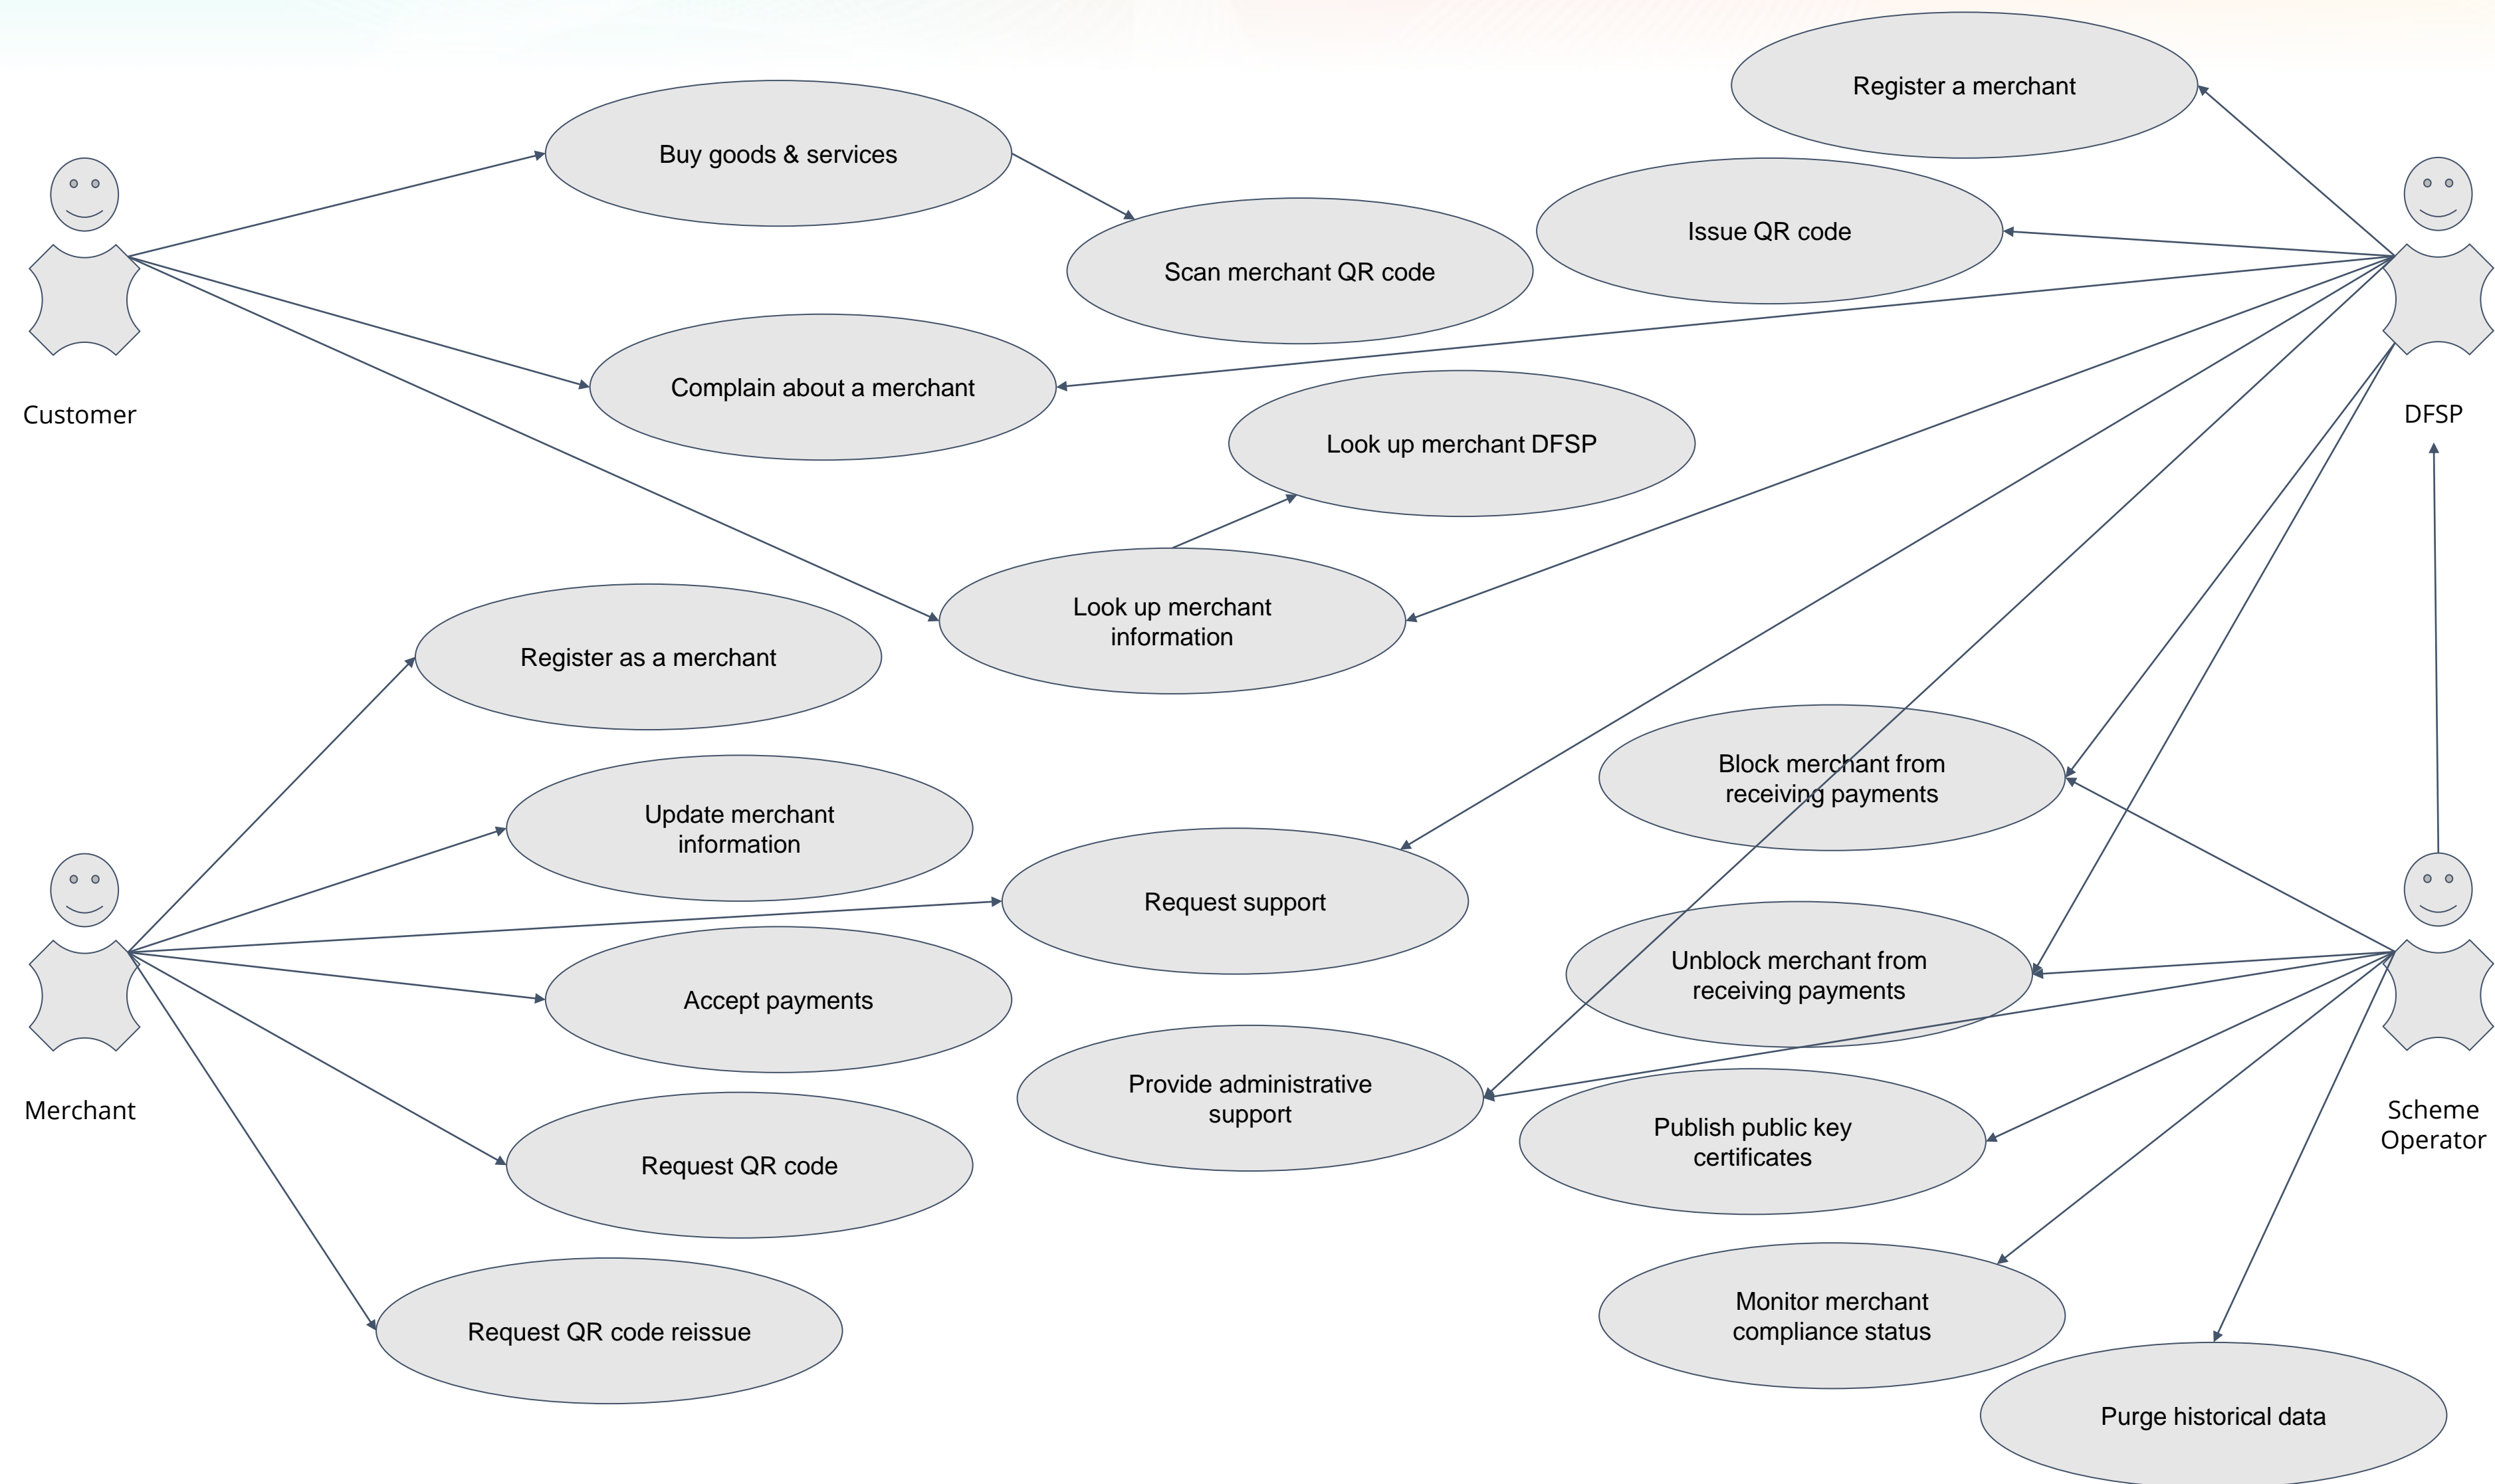 Register a merchant
Buy goods & services
Issue QR code
Scan merchant QR code
Complain about a merchant
Customer
DFSP
Look up merchant DFSP
Look up merchant
information
Register as a merchant
Block merchant from
receiving payments
Update merchant
information
Request support
Unblock merchant from
receiving payments
Accept payments
Provide administrative
support
Merchant
Scheme
Operator
Publish public key
certificates
Request QR code
Monitor merchant
compliance status
Request QR code reissue
Purge historical data